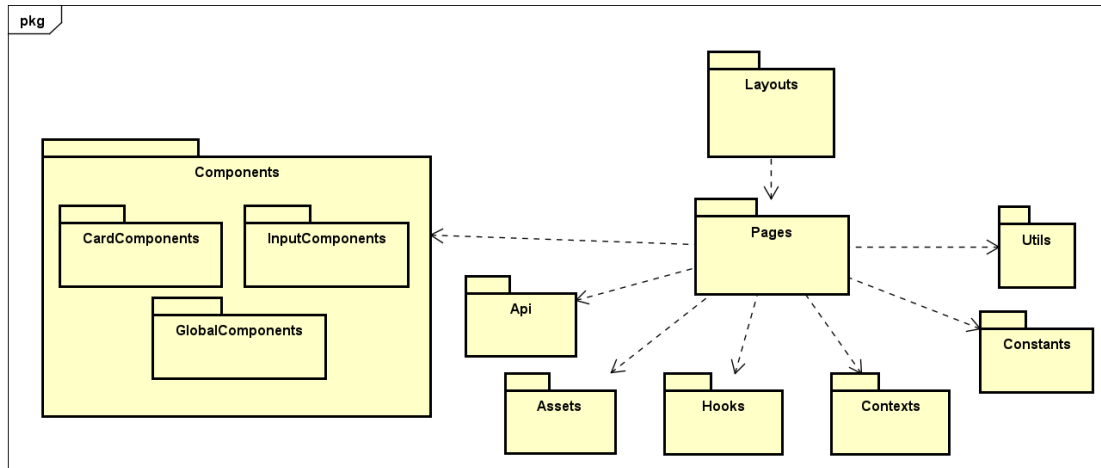 pkg
Layouts
Components
CardComponents
InputComponents
GlobalComponents
Pages
Utils
Api
Constants
Assets
Hooks
Contexts